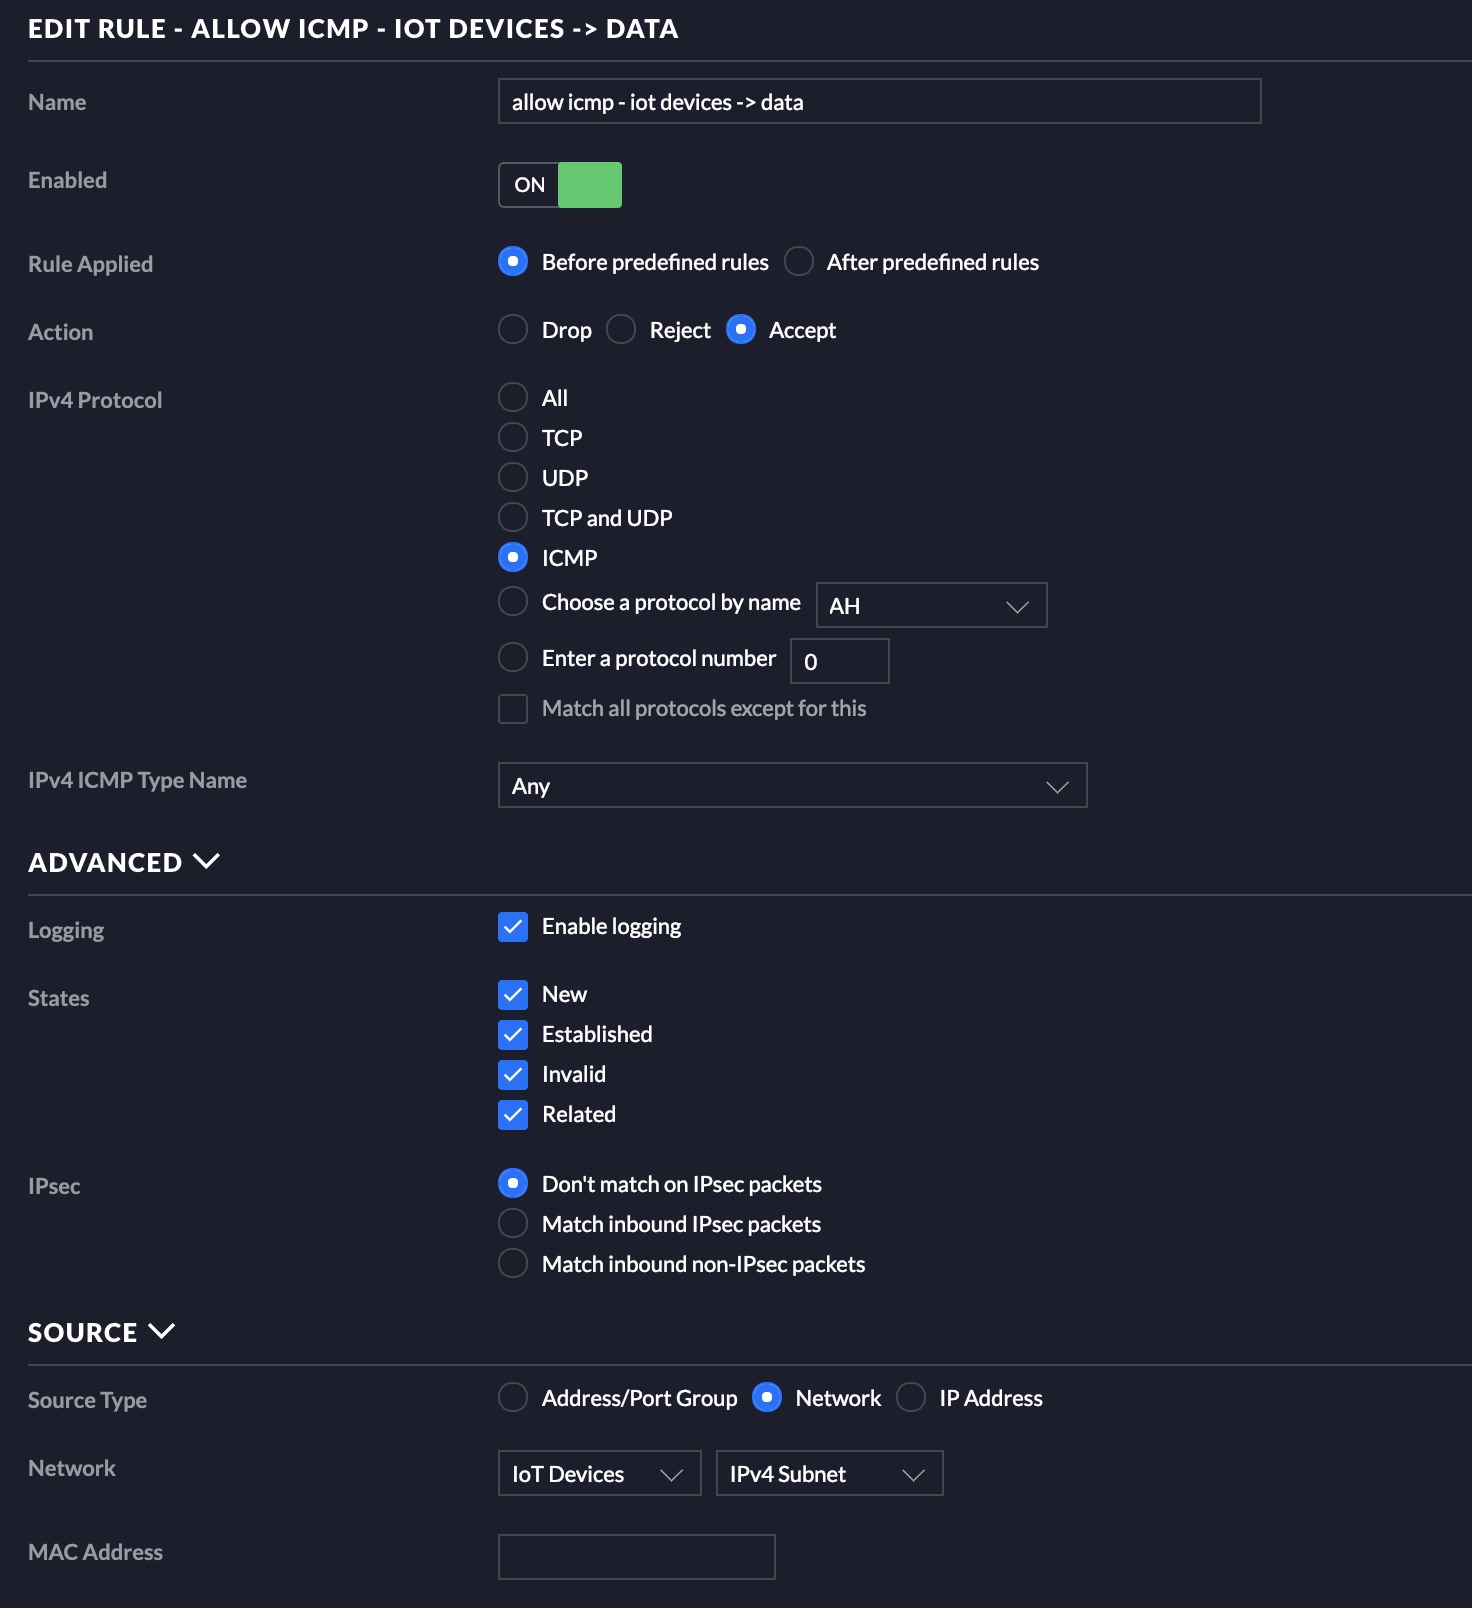 EDIT RULE - ALLOW ICMP - IOT DEVICES -> DATA
Name
allow icmp - iot devices -> data
Enabled
ON
Rule Applied
Before predefined rules
After predefined rules
Action
Drop
Reject
Accept
IPv4 Protocol
All
TCP
UDP
TCP and UDP
ICMP
Choose a protocol by name
AH
Enter a protocol number
0
Match all protocols except for this
IPv4 ICMP Type Name
Any
ADVANCED
Logging
Enable logging
States
New
Established
Invalid
Related
IPsec
Don't match on IPsec packets
Match inbound IPsec packets
Match inbound non-IPsec packets
SOURCE
Source Type
Address/Port Group
Network
IP Address
Network
IoT Devices
IPv4 Subnet
MAC Address